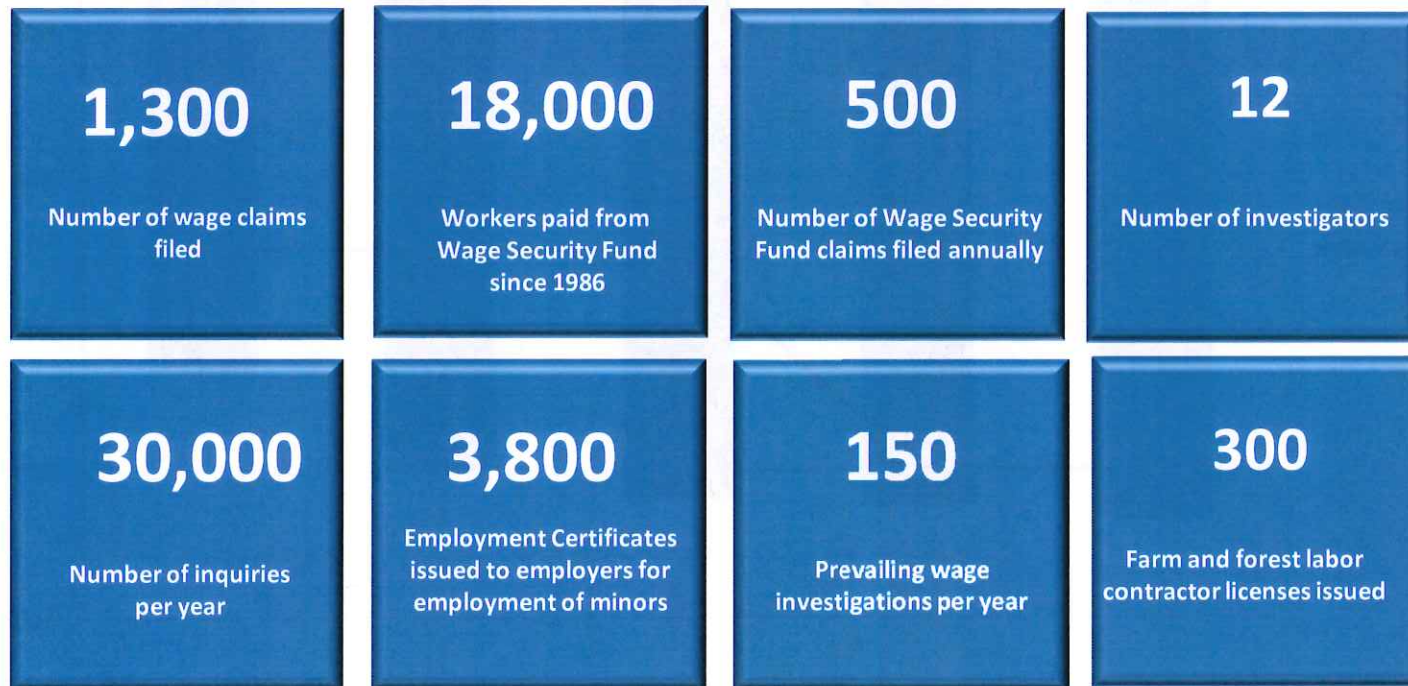 1,300
Number of wage claims
filed
18,000
Workers paid from
Wage Security Fund
since 1986
500
Number of Wage Security
Fund claims filed annually
12
Number of investigators
30,000
Number of inquiries
per year
3,800
Employment Certificates
issued to employers for
employment of minors
150
Prevailing wage
investigations per year
300
Farm and forest labor
contractor licenses issued